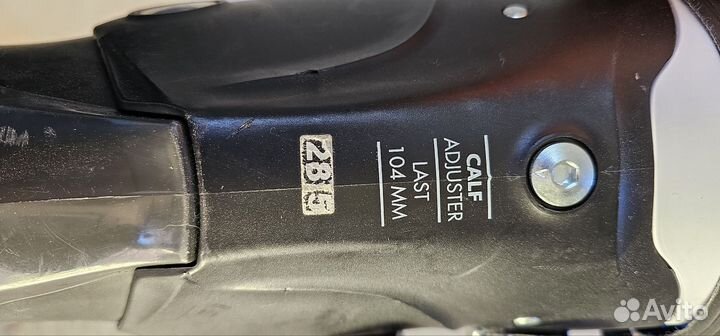 CALF
ADJUSTER
LAST
104 MM
28.5
Avito